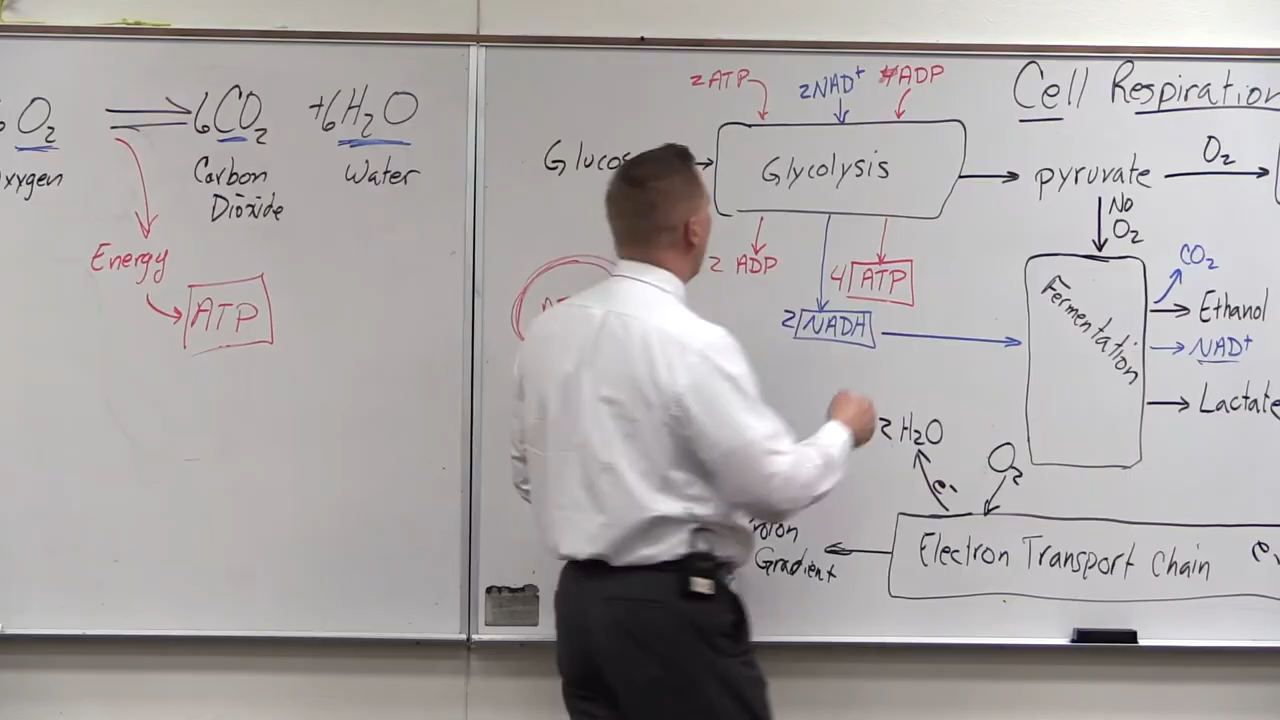 6 O2 ⇌ 6CO2 +6H2O
Carbon
Dioxide
Water
Energy
ATP
Cell Respiration
2ATP
2NAD+
4ADP
Glycolysis
pyruvate
O2
NO
O2
2 ADP
4 ATP
2 NADH
Fermentation
CO2
Ethanol
NAD+
Lactate
2 H2O
e-
O2
Electron Transport Chain
Gradient